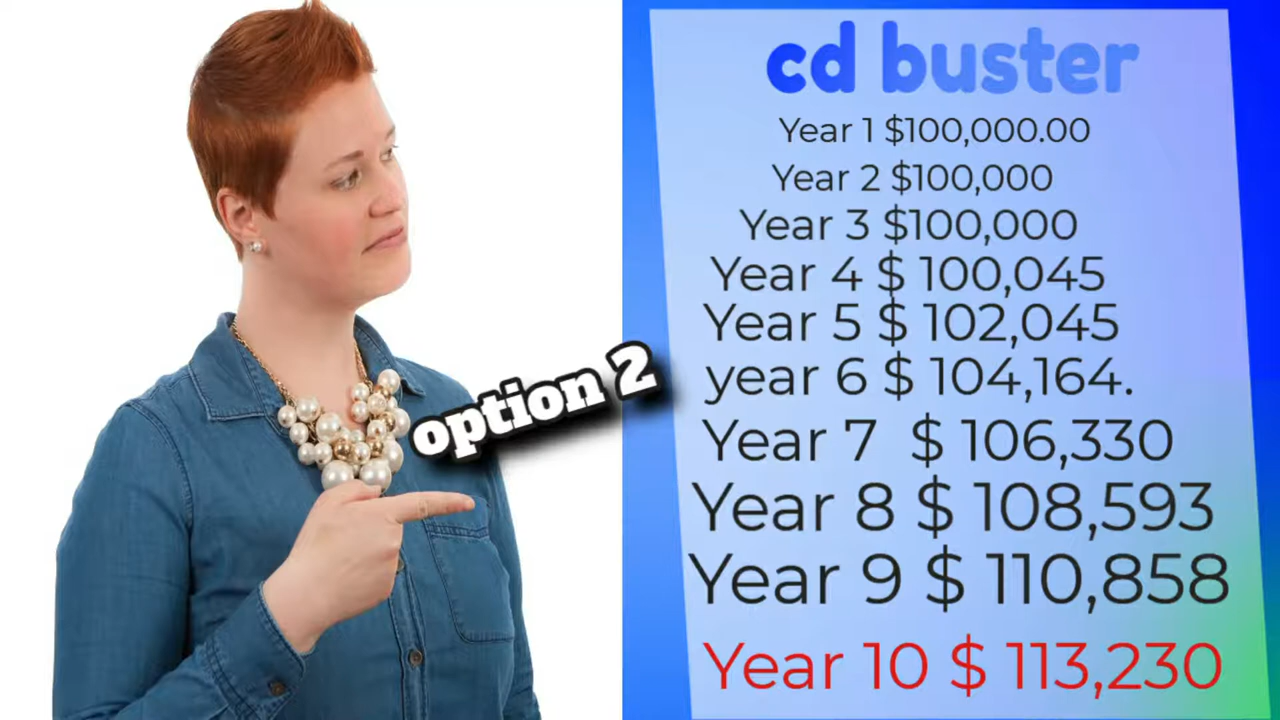 cd buster
Year 1 $100,000.00
Year 2 $100,000
Year 3 $100,000
Year 4 $ 100,045
Year 5 $ 102,045
year 6 $ 104,164.
Year 7 $ 106,330
Year 8 $ 108,593
Year 9 $ 110,858
Year 10 $ 113,230
option 2